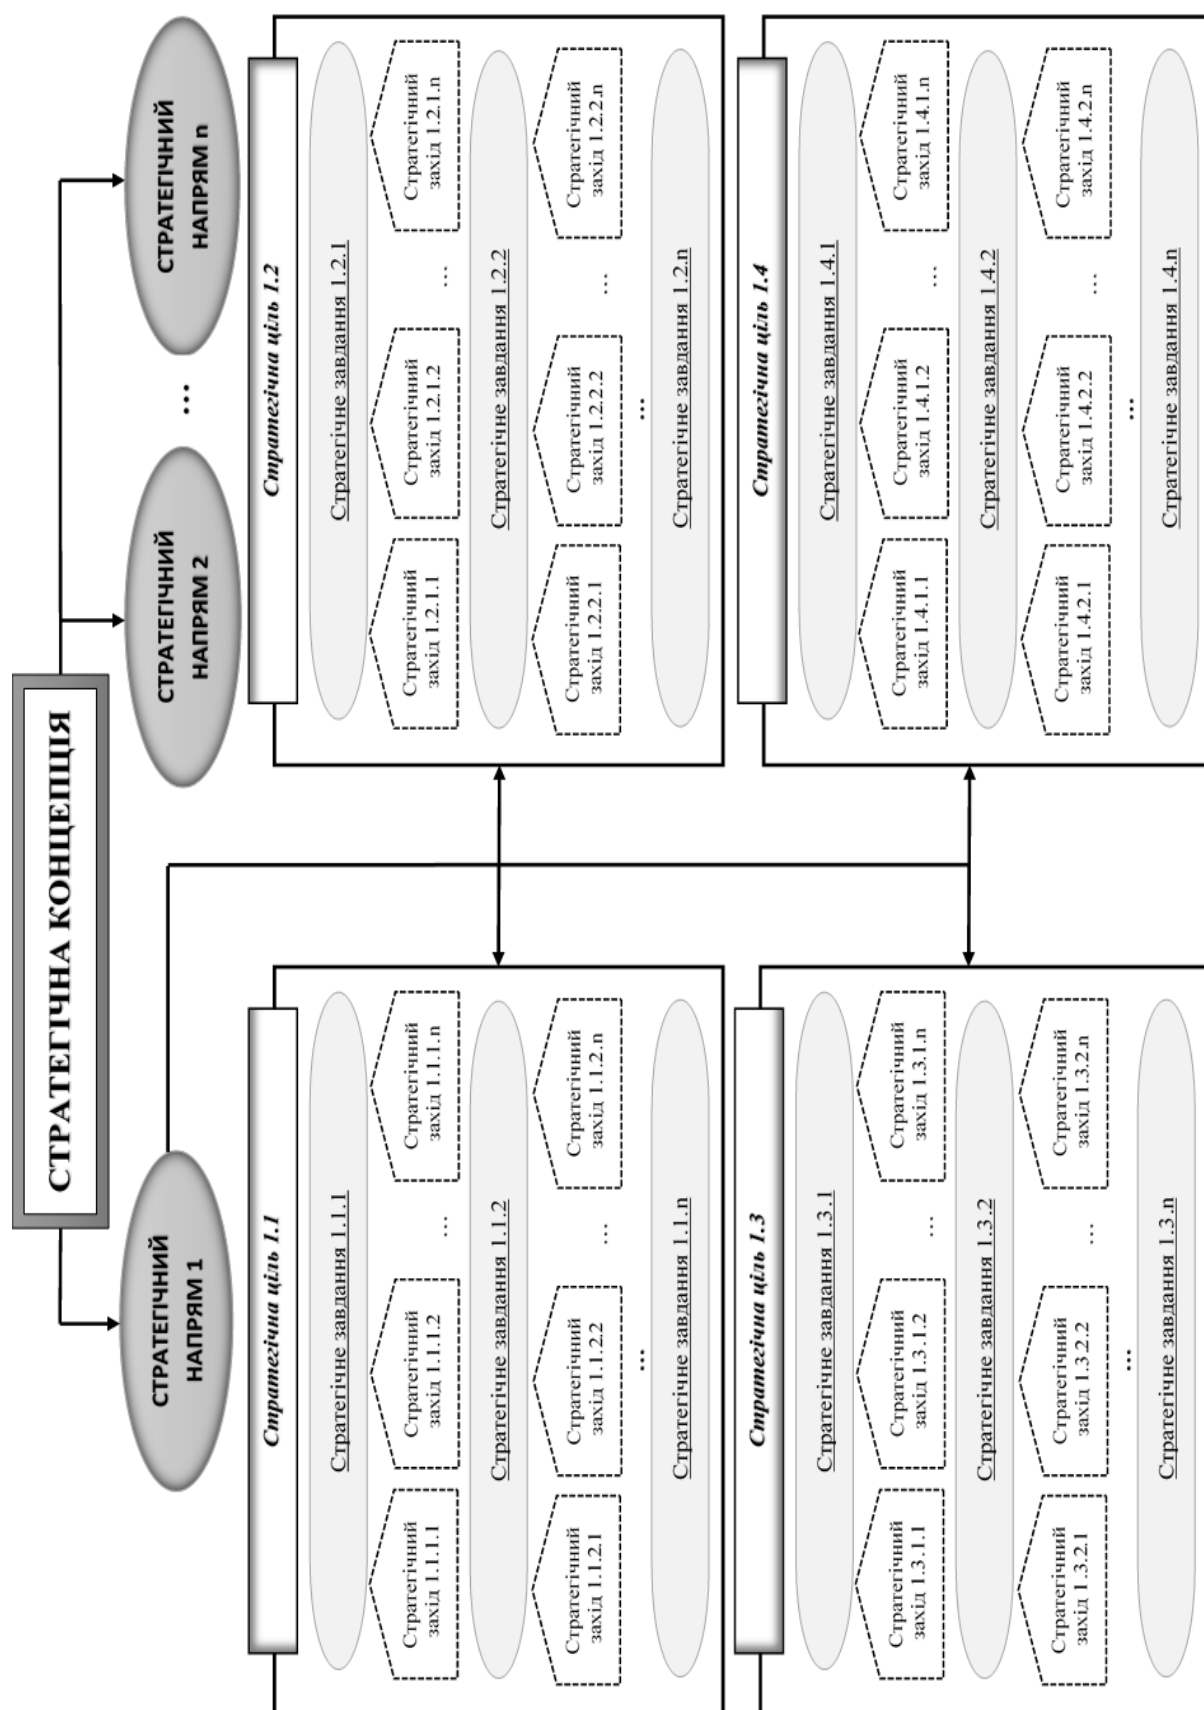 СТРАТЕГІЧНА КОНЦЕПЦІЯ
СТРАТЕГІЧНИЙ
НАПРЯМ 1
СТРАТЕГІЧНИЙ
НАПРЯМ 2
...
СТРАТЕГІЧНИЙ
НАПРЯМ n
Стратегічна ціль 1.1
Стратегічне завдання 1.1.1
Стратегічний
захід 1.1.1.1
Стратегічний
захід 1.1.1.2
...
Стратегічний
захід 1.1.1.n
Стратегічне завдання 1.1.2
Стратегічний
захід 1.1.2.1
Стратегічний
захід 1.1.2.2
...
Стратегічний
захід 1.1.2.n
...
Стратегічне завдання 1.1.n
Стратегічна ціль 1.2
Стратегічне завдання 1.2.1
Стратегічний
захід 1.2.1.1
Стратегічний
захід 1.2.1.2
...
Стратегічний
захід 1.2.1.n
Стратегічне завдання 1.2.2
Стратегічний
захід 1.2.2.1
Стратегічний
захід 1.2.2.2
...
Стратегічний
захід 1.2.2.n
...
Стратегічне завдання 1.2.n
Стратегічна ціль 1.3
Стратегічне завдання 1.3.1
Стратегічний
захід 1.3.1.1
Стратегічний
захід 1.3.1.2
...
Стратегічний
захід 1.3.1.n
Стратегічне завдання 1.3.2
Стратегічний
захід 1.3.2.1
Стратегічний
захід 1.3.2.2
...
Стратегічний
захід 1.3.2.n
...
Стратегічне завдання 1.3.n
Стратегічна ціль 1.4
Стратегічне завдання 1.4.1
Стратегічний
захід 1.4.1.1
Стратегічний
захід 1.4.1.2
...
Стратегічний
захід 1.4.1.n
Стратегічне завдання 1.4.2
Стратегічний
захід 1.4.2.1
Стратегічний
захід 1.4.2.2
...
Стратегічний
захід 1.4.2.n
...
Стратегічне завдання 1.4.n